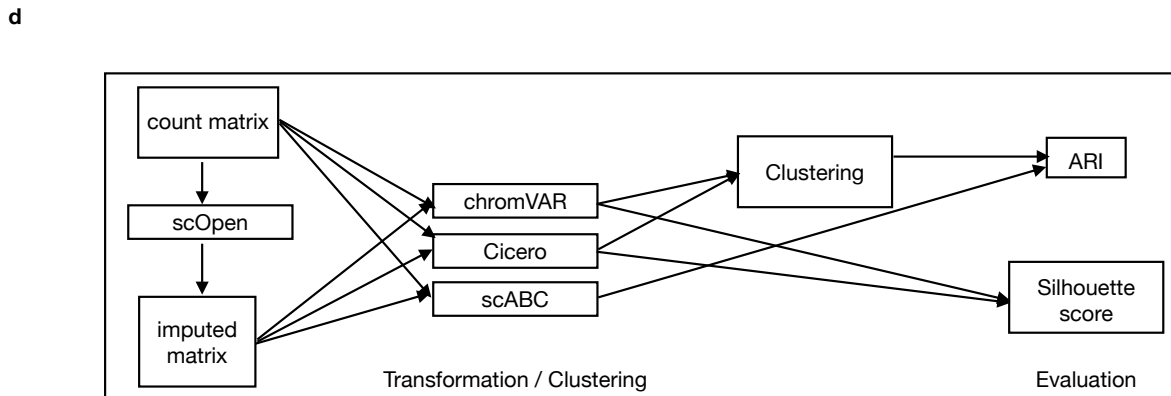 d
count matrix
scOpen
imputed
matrix
chromVAR
Cicero
scABC
Clustering
ARI
Silhouette
score
Transformation / Clustering
Evaluation